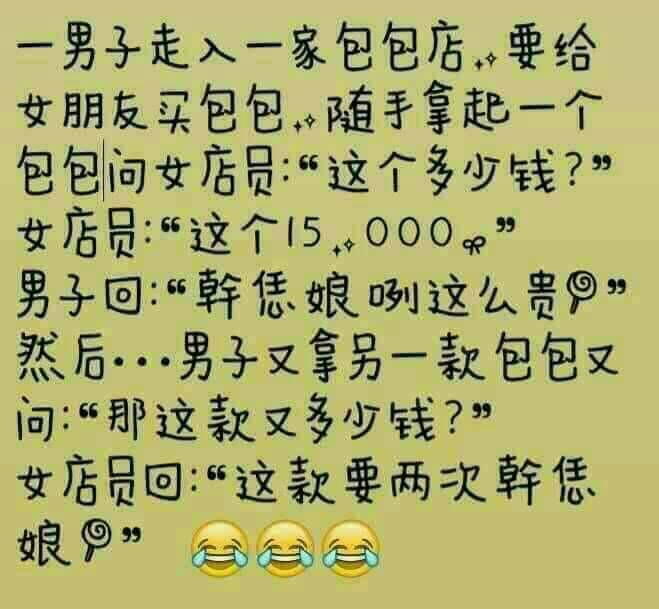 一男子走入一家包包店.要给
女朋友买包包.随手拿起一个
包包问女店员:“这个多少钱?”
女店员:“这个15.000。”
男子回:“幹恁娘咧这么贵!”
然后...男子又拿另一款包包又
问:“那这款又多少钱?”
女店员回:“这款要两次幹恁
娘!” 😂😂😂